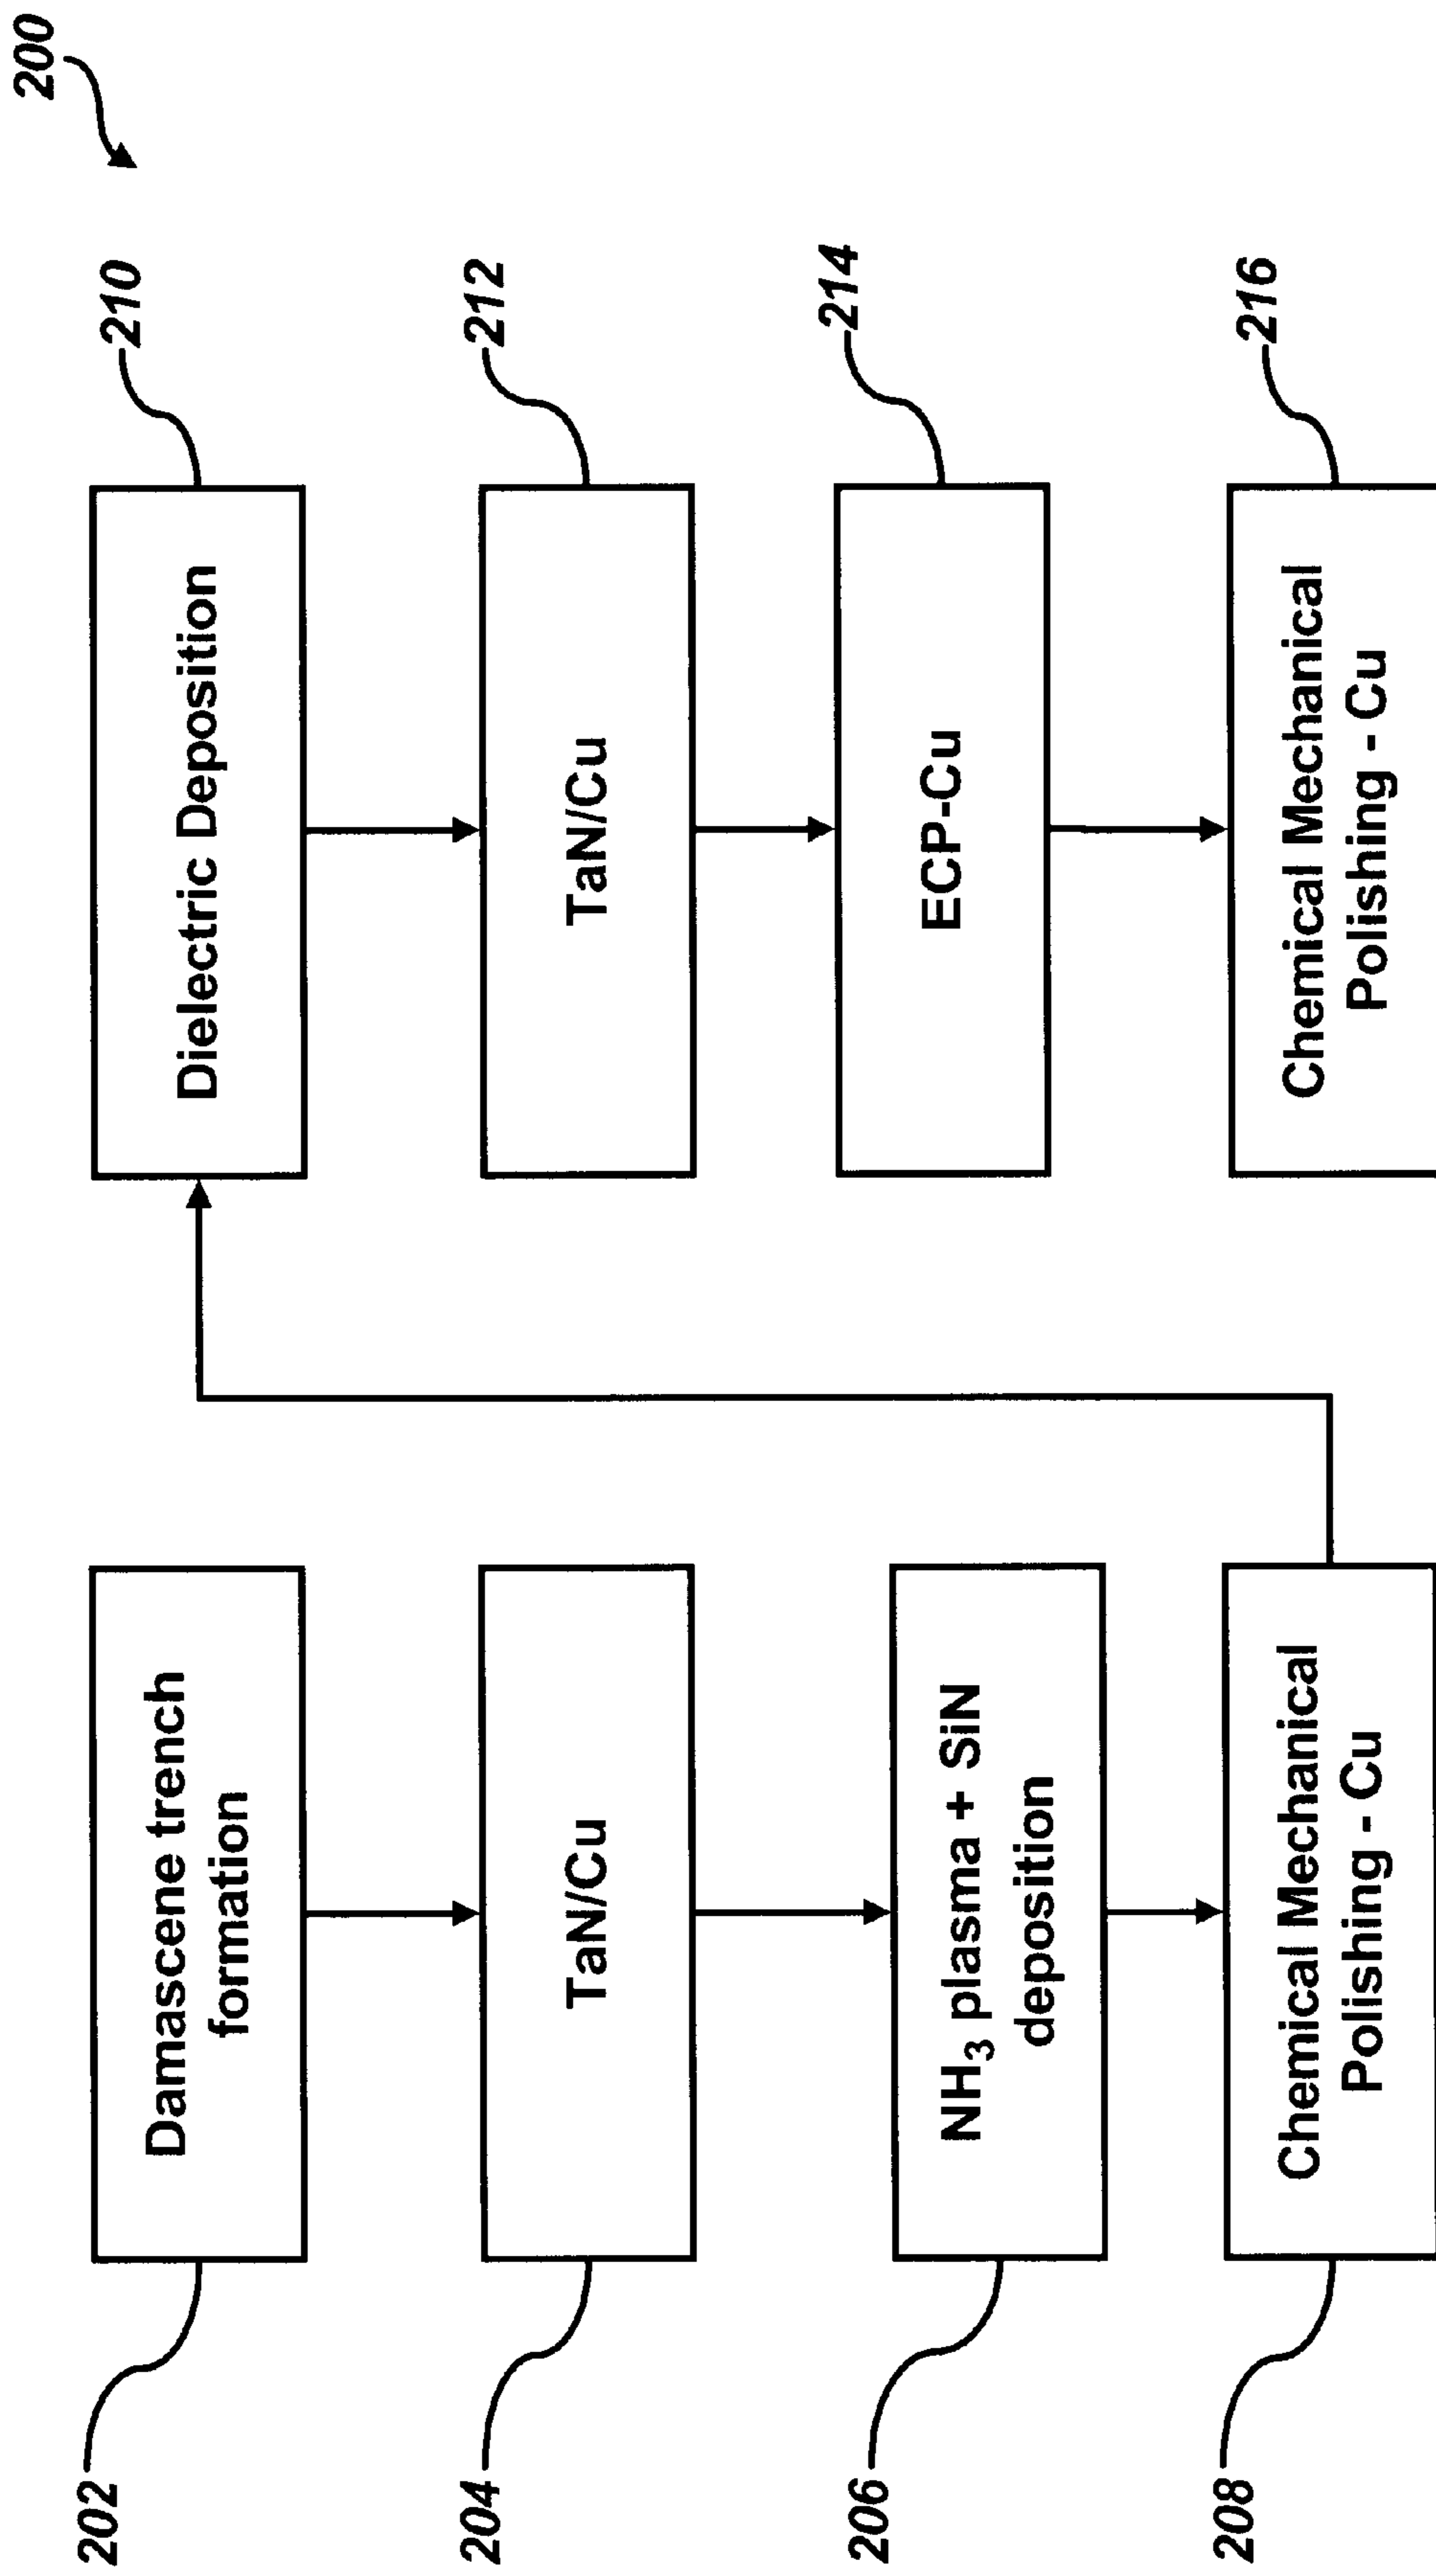 200
202
Damascene trench
formation
204
TaN/Cu
206
NH₃ plasma + SiN
deposition
208
Chemical Mechanical
Polishing - Cu
210
Dielectric Deposition
212
TaN/Cu
214
ECP-Cu
216
Chemical Mechanical
Polishing - Cu